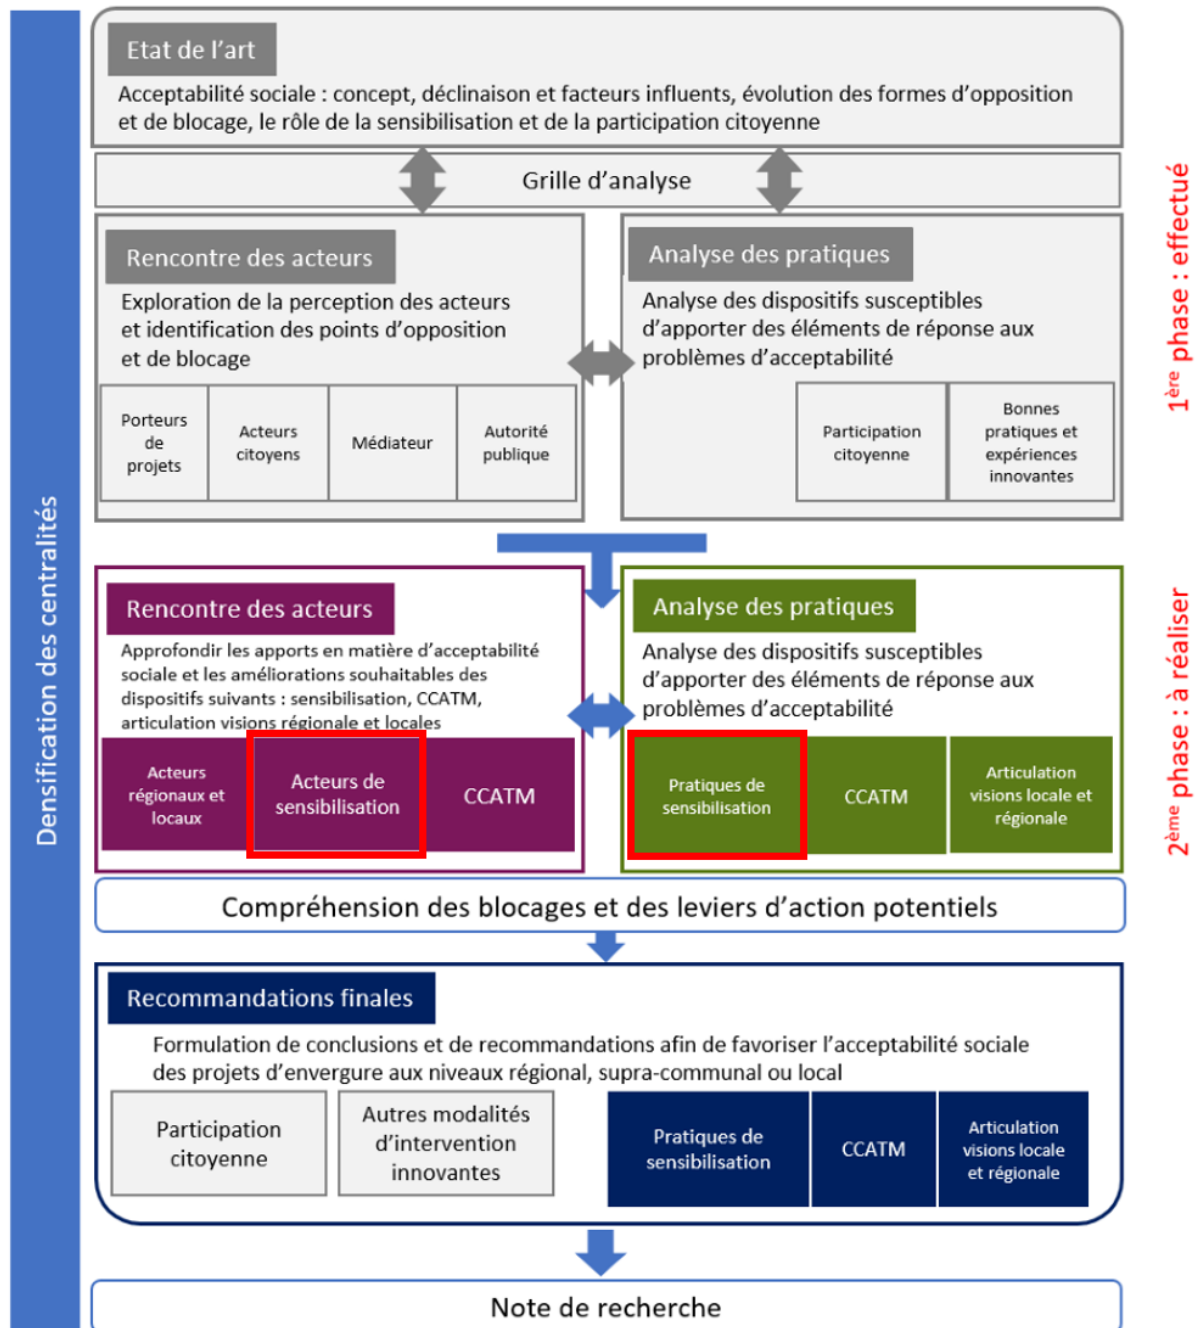 Densification des centralités
Etat de l’art
Acceptabilité sociale : concept, déclinaison et facteurs influents, évolution des formes d’opposition
et de blocage, le rôle de la sensibilisation et de la participation citoyenne
Grille d’analyse
1ère phase : effectué
Rencontre des acteurs
Exploration de la perception des acteurs
et identification des points d’opposition
et de blocage
Porteurs
de
projets
Acteurs
citoyens
Médiateur
Autorité
publique
Analyse des pratiques
Analyse des dispositifs susceptibles
d’apporter des éléments de réponse aux
problèmes d’acceptabilité
Participation
citoyenne
Bonnes
pratiques et
expériences
innovantes
2ème phase : à réaliser
Rencontre des acteurs
Approfondir les apports en matière d’acceptabilité
sociale et les améliorations souhaitables des
dispositifs suivants : sensibilisation, CCATM,
articulation visions régionale et locales
Acteurs
régionaux et
locaux
Acteurs de
sensibilisation
CCATM
Analyse des pratiques
Analyse des dispositifs susceptibles
d’apporter des éléments de réponse aux
problèmes d’acceptabilité
Pratiques de
sensibilisation
CCATM
Articulation
visions locale et
régionale
Compréhension des blocages et des leviers d’action potentiels
Recommandations finales
Formulation de conclusions et de recommandations afin de favoriser l’acceptabilité sociale
des projets d’envergure aux niveaux régional, supra-communal ou local
Participation
citoyenne
Autres modalités
d’intervention
innovantes
Pratiques de
sensibilisation
CCATM
Articulation
visions locale
et régionale
Note de recherche